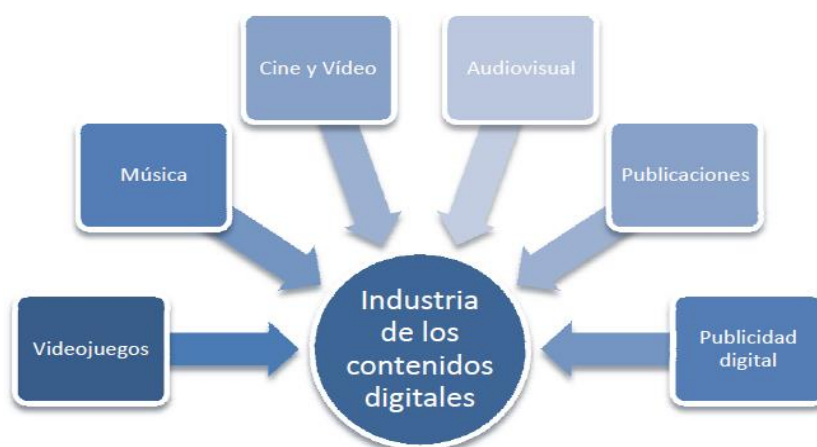 Cine y Vídeo
Audiovisual
Música
Publicaciones
Videojuegos
Industria
de los
contenidos
digitales
Publicidad
digital